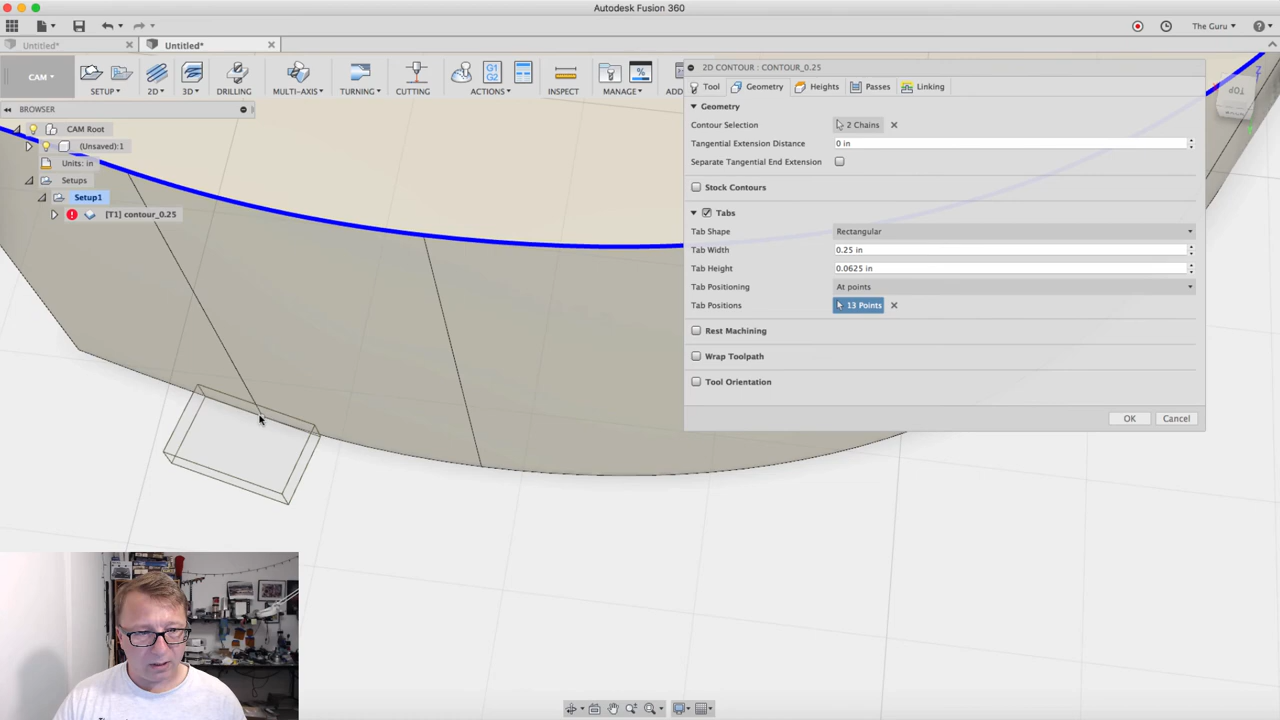 Autodesk Fusion 360
The Guru
Untitled*
Untitled*
CAM
SETUP
2D
3D
DRILLING
MULTI-AXIS
TURNING
CUTTING
G1
G2
ACTIONS
INSPECT
MANAGE
ADD
BROWSER
CAM Root
(Unsaved):1
Units: in
Setups
Setup1
[T1] contour_0.25
2D CONTOUR : CONTOUR_0.25
Tool
Geometry
Heights
Passes
Linking
Geometry
Contour Selection
2 Chains
Tangential Extension Distance
0 in
Separate Tangential End Extension
Stock Contours
Tabs
Tab Shape
Rectangular
Tab Width
0.25 in
Tab Height
0.0625 in
Tab Positioning
At points
Tab Positions
13 Points
Rest Machining
Wrap Toolpath
Tool Orientation
OK
Cancel
Z
TOP